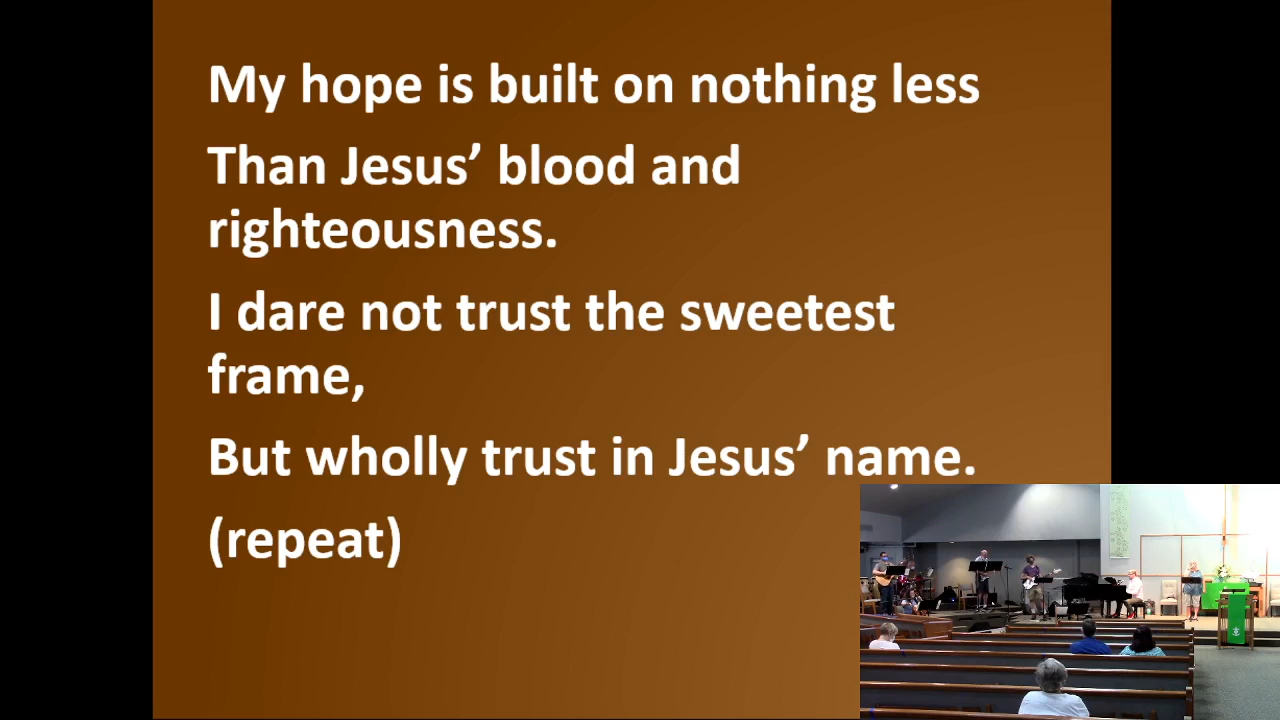 My hope is built on nothing less
Than Jesus’ blood and
righteousness.
I dare not trust the sweetest
frame,
But wholly trust in Jesus’ name.
(repeat)